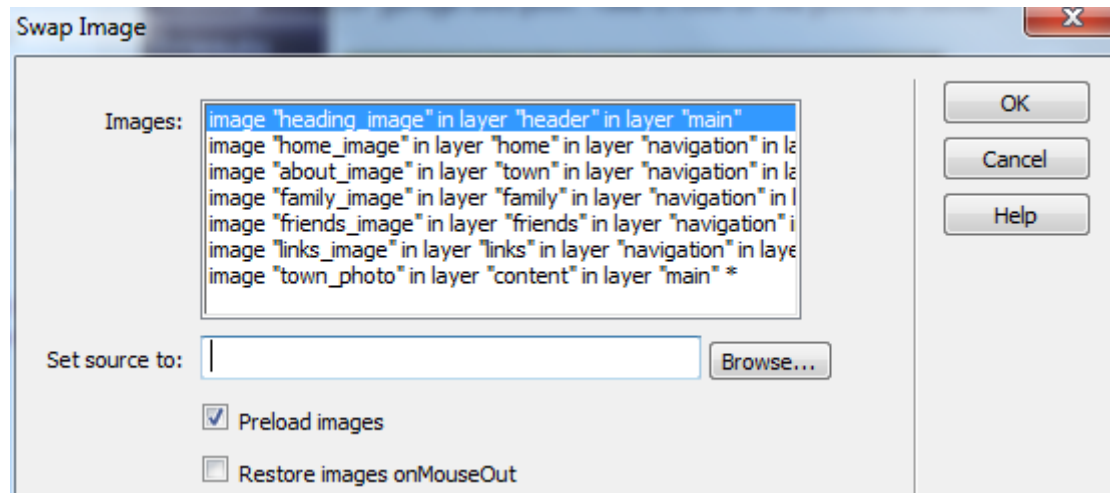 Swap Image
X
Images:
image "heading_image" in layer "header" in layer "main"
image "home_image" in layer "home" in layer "navigation" in la
image "about_image" in layer "town" in layer "navigation" in la
image "family_image" in layer "family" in layer "navigation" in l
image "friends_image" in layer "friends" in layer "navigation" i
image "links_image" in layer "links" in layer "navigation" in laye
image "town_photo" in layer "content" in layer "main" *
OK
Cancel
Help
Set source to:
Browse...
Preload images
Restore images onMouseOut